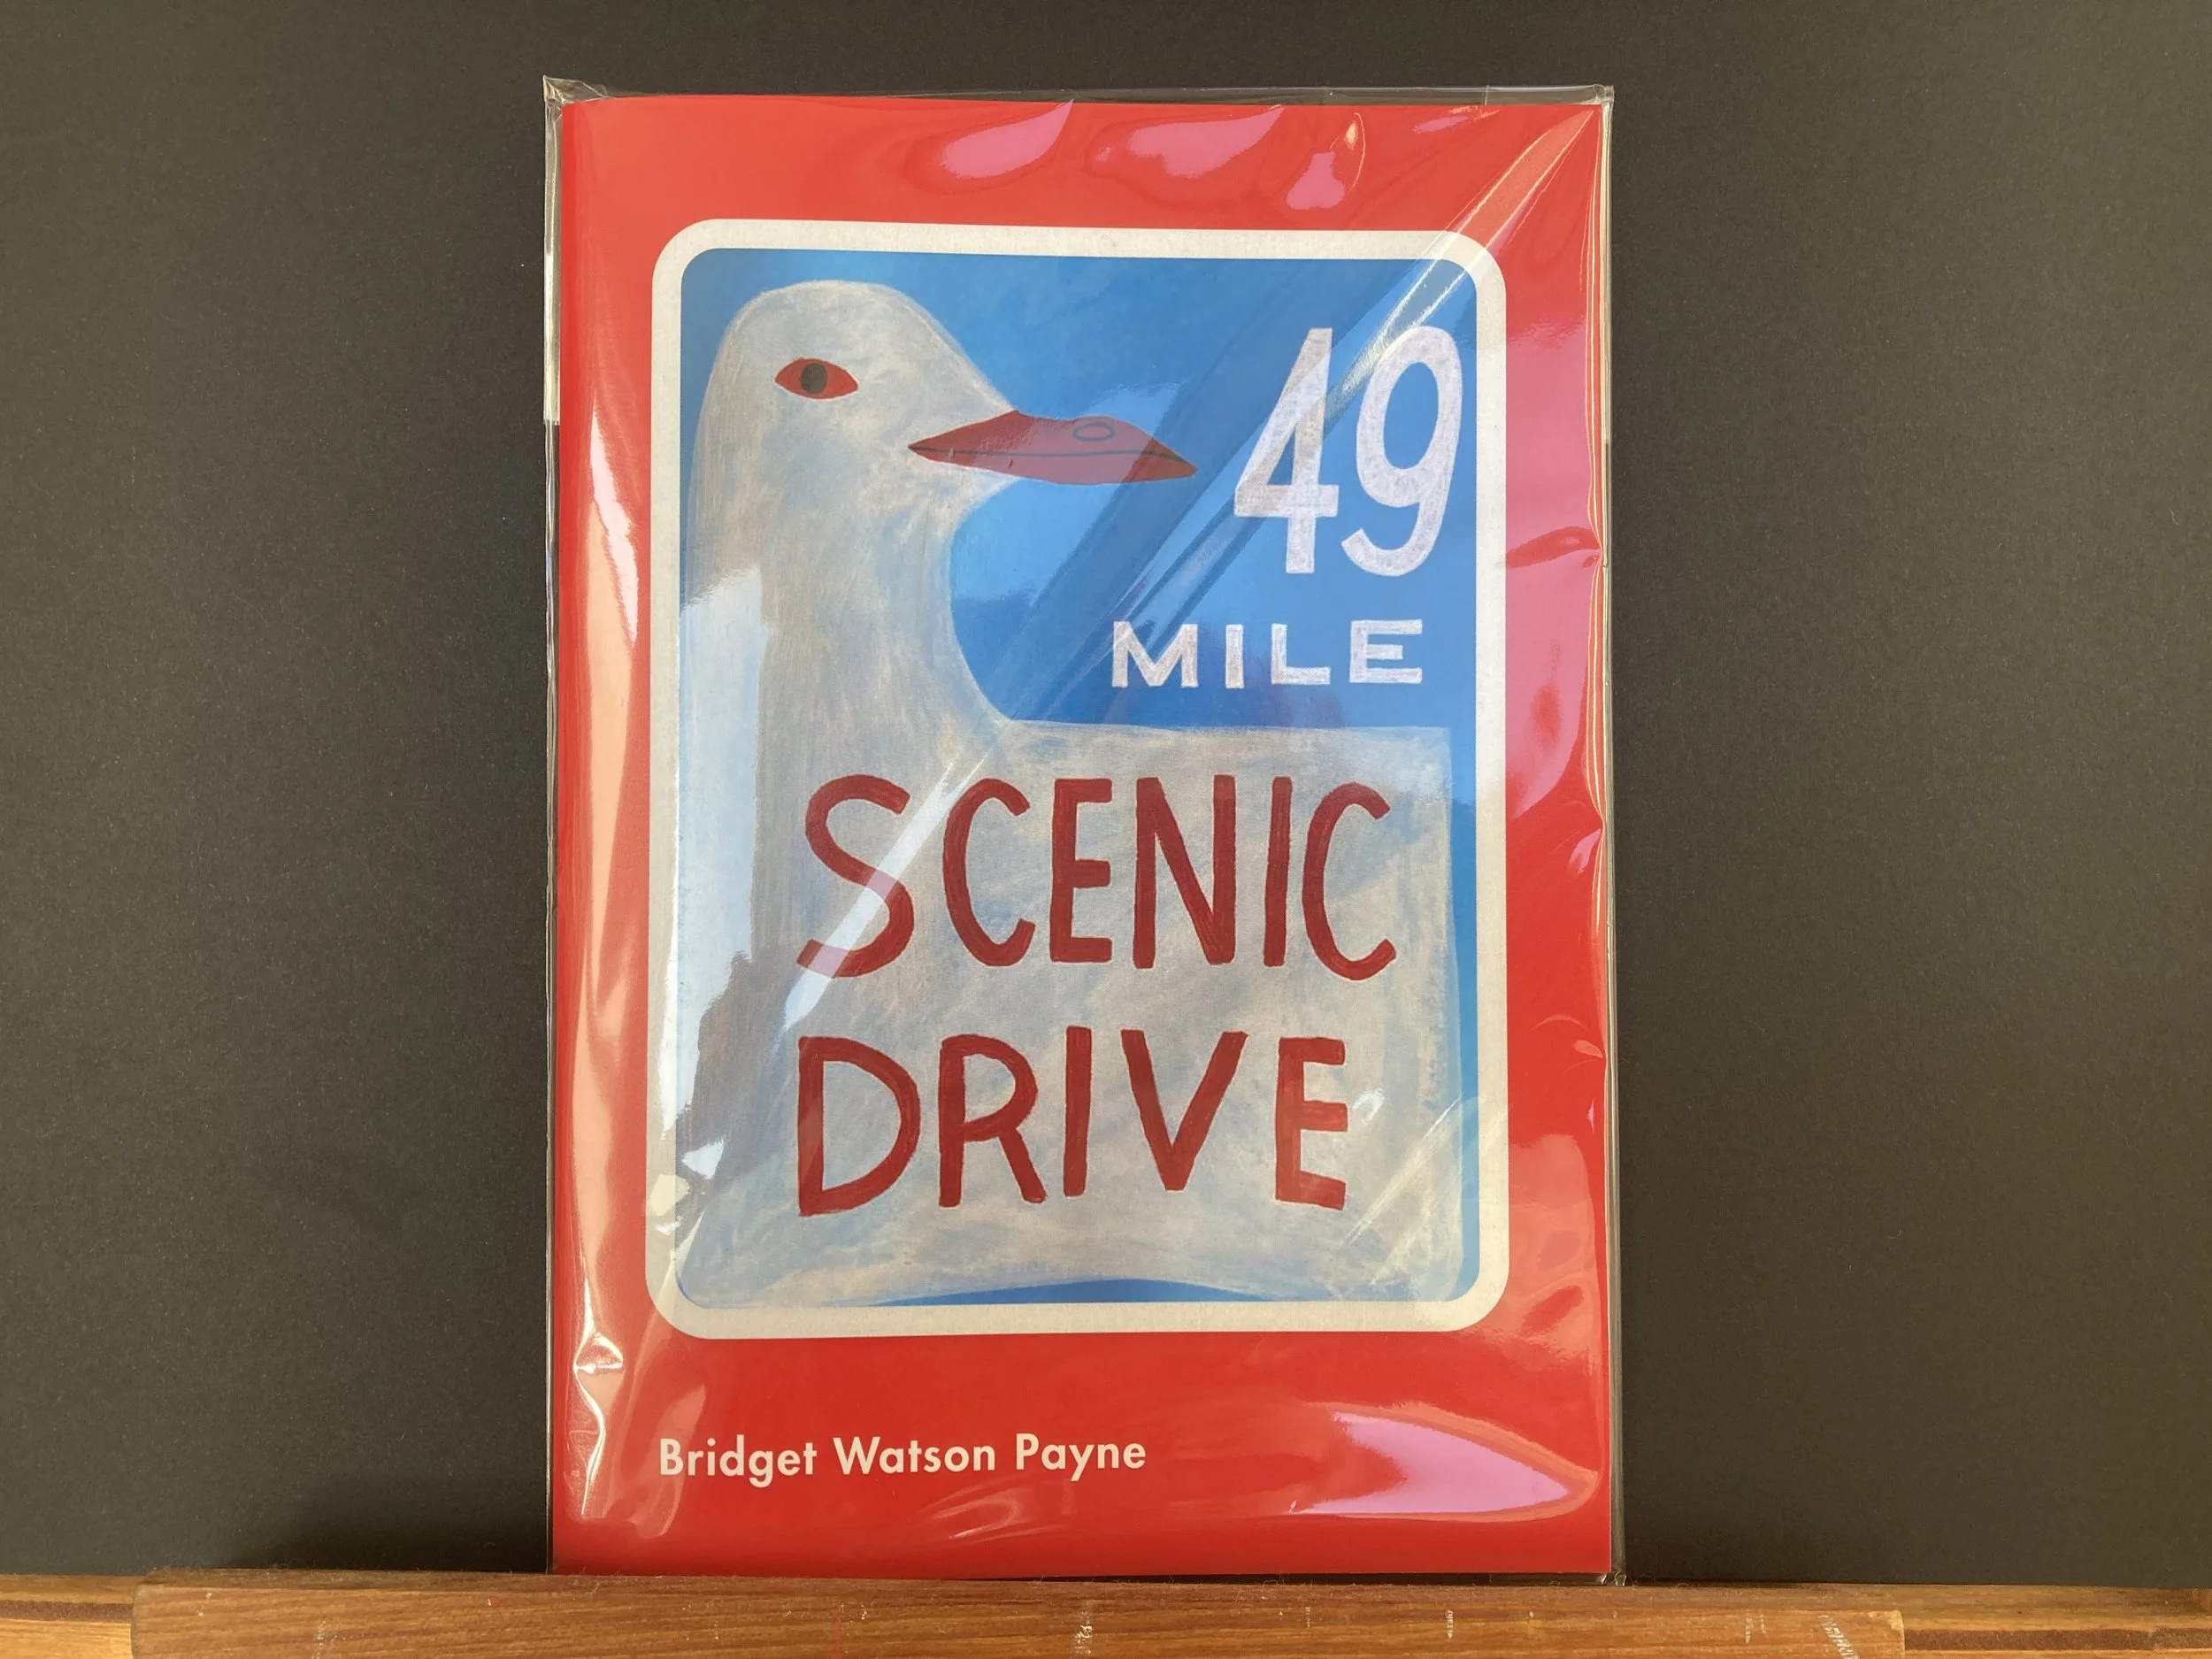 49
MILE
SCENIC
DRIVE
Bridget Watson Payne